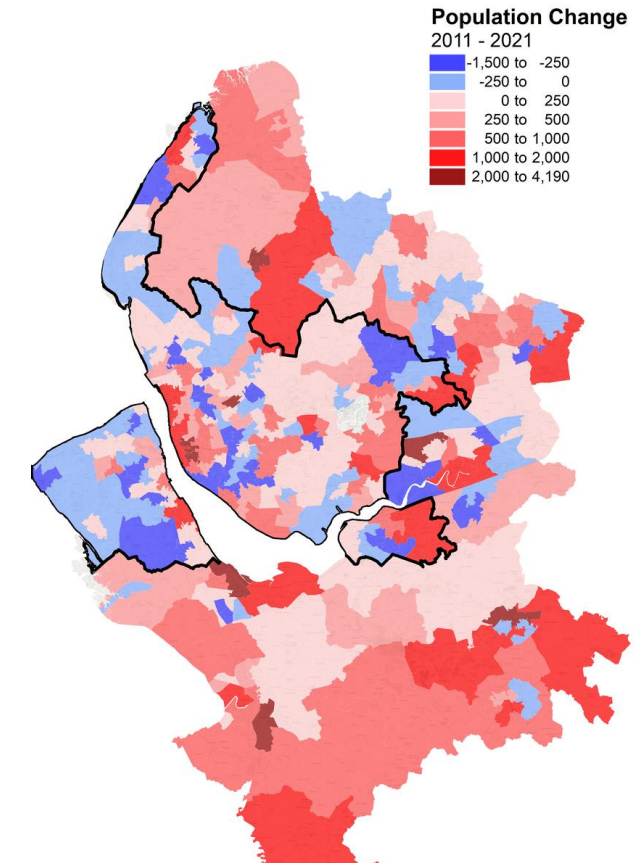 Population Change
2011 - 2021
-1,500 to -250
-250 to 0
0 to 250
250 to 500
500 to 1,000
1,000 to 2,000
2,000 to 4,190